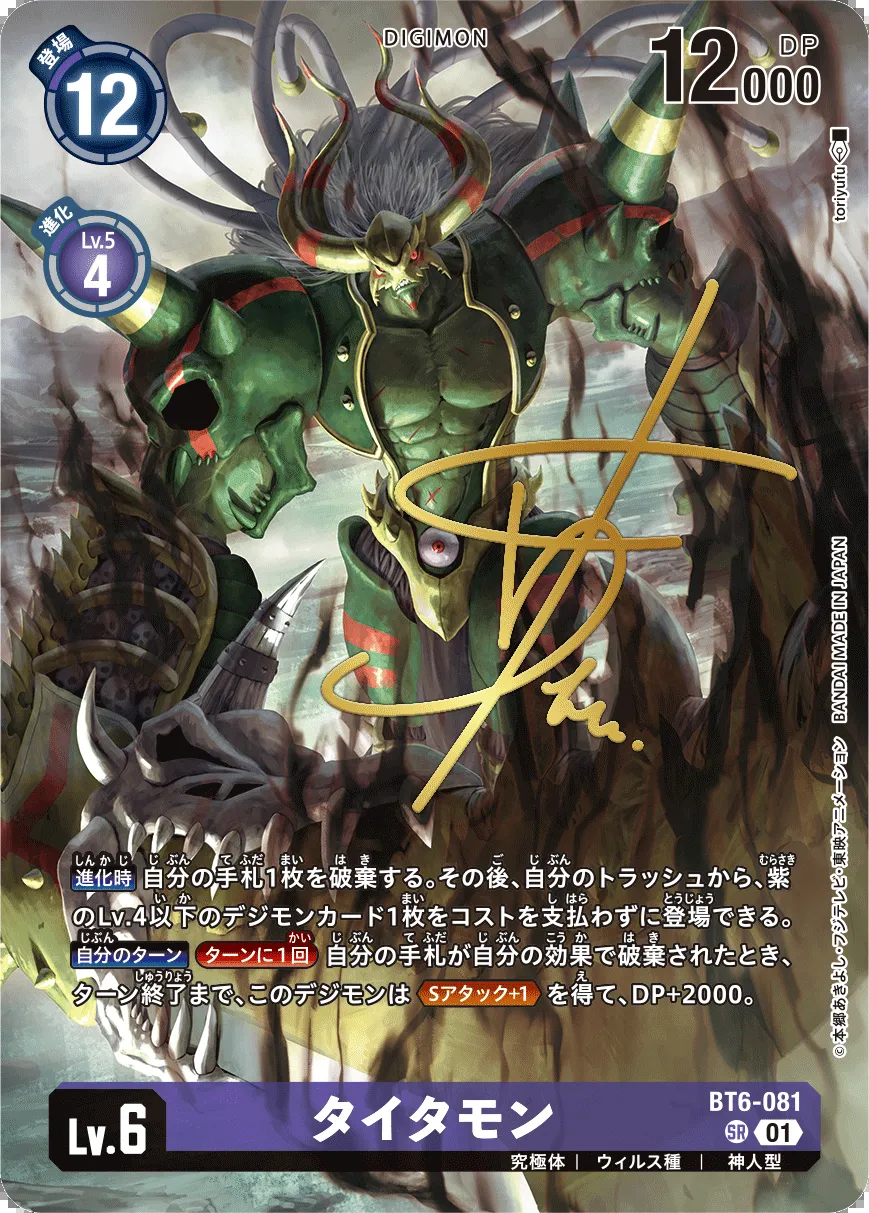 DIGIMON
登場
12
12000
DP
進化
Lv.5
4
toriyufu
進化時 自分の手札1枚を破棄する。その後、自分のトラッシュから、紫
のLv.4以下のデジモンカード1枚をコストを支払わずに登場できる。
自分のターン ターンに1回 自分の手札が自分の効果で破棄されたとき、
ターン終了まで、このデジモンは Sアタック+1 を得て、DP+2000。
©本郷あきよし・フジテレビ・東映アニメーション BANDAI MADE IN JAPAN
Lv.6
タイタモン
BT6-081
SR 01
究極体 | ウィルス種 | 神人型